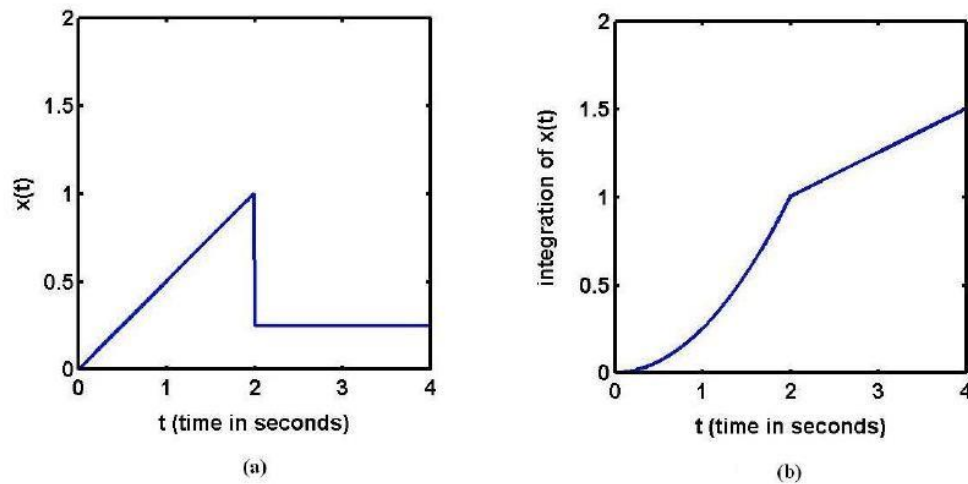 2
1.5
1
0.5
0
x(t)
0 1 2 3 4
t (time in seconds)
(a)
2
1.5
1
0.5
0
integration of x(t)
0 1 2 3 4
t (time in seconds)
(b)